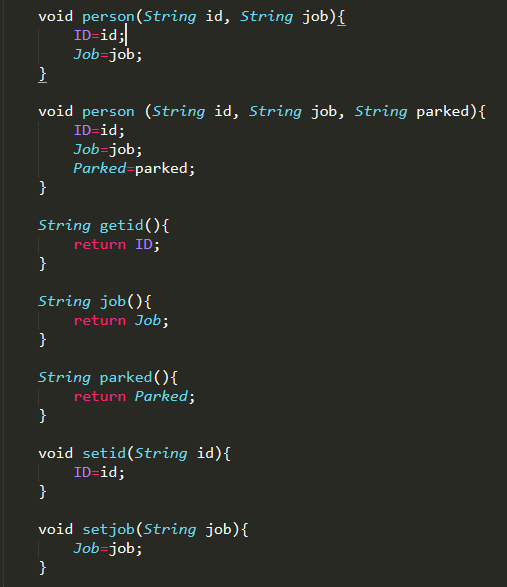 void person(String id, String job){
ID=id;
Job=job;
}
void person (String id, String job, String parked){
ID=id;
Job=job;
Parked=parked;
}
String getid(){
return ID;
}
String job(){
return Job;
}
String parked(){
return Parked;
}
void setid(String id){
ID=id;
}
void setjob(String job){
Job=job;
}